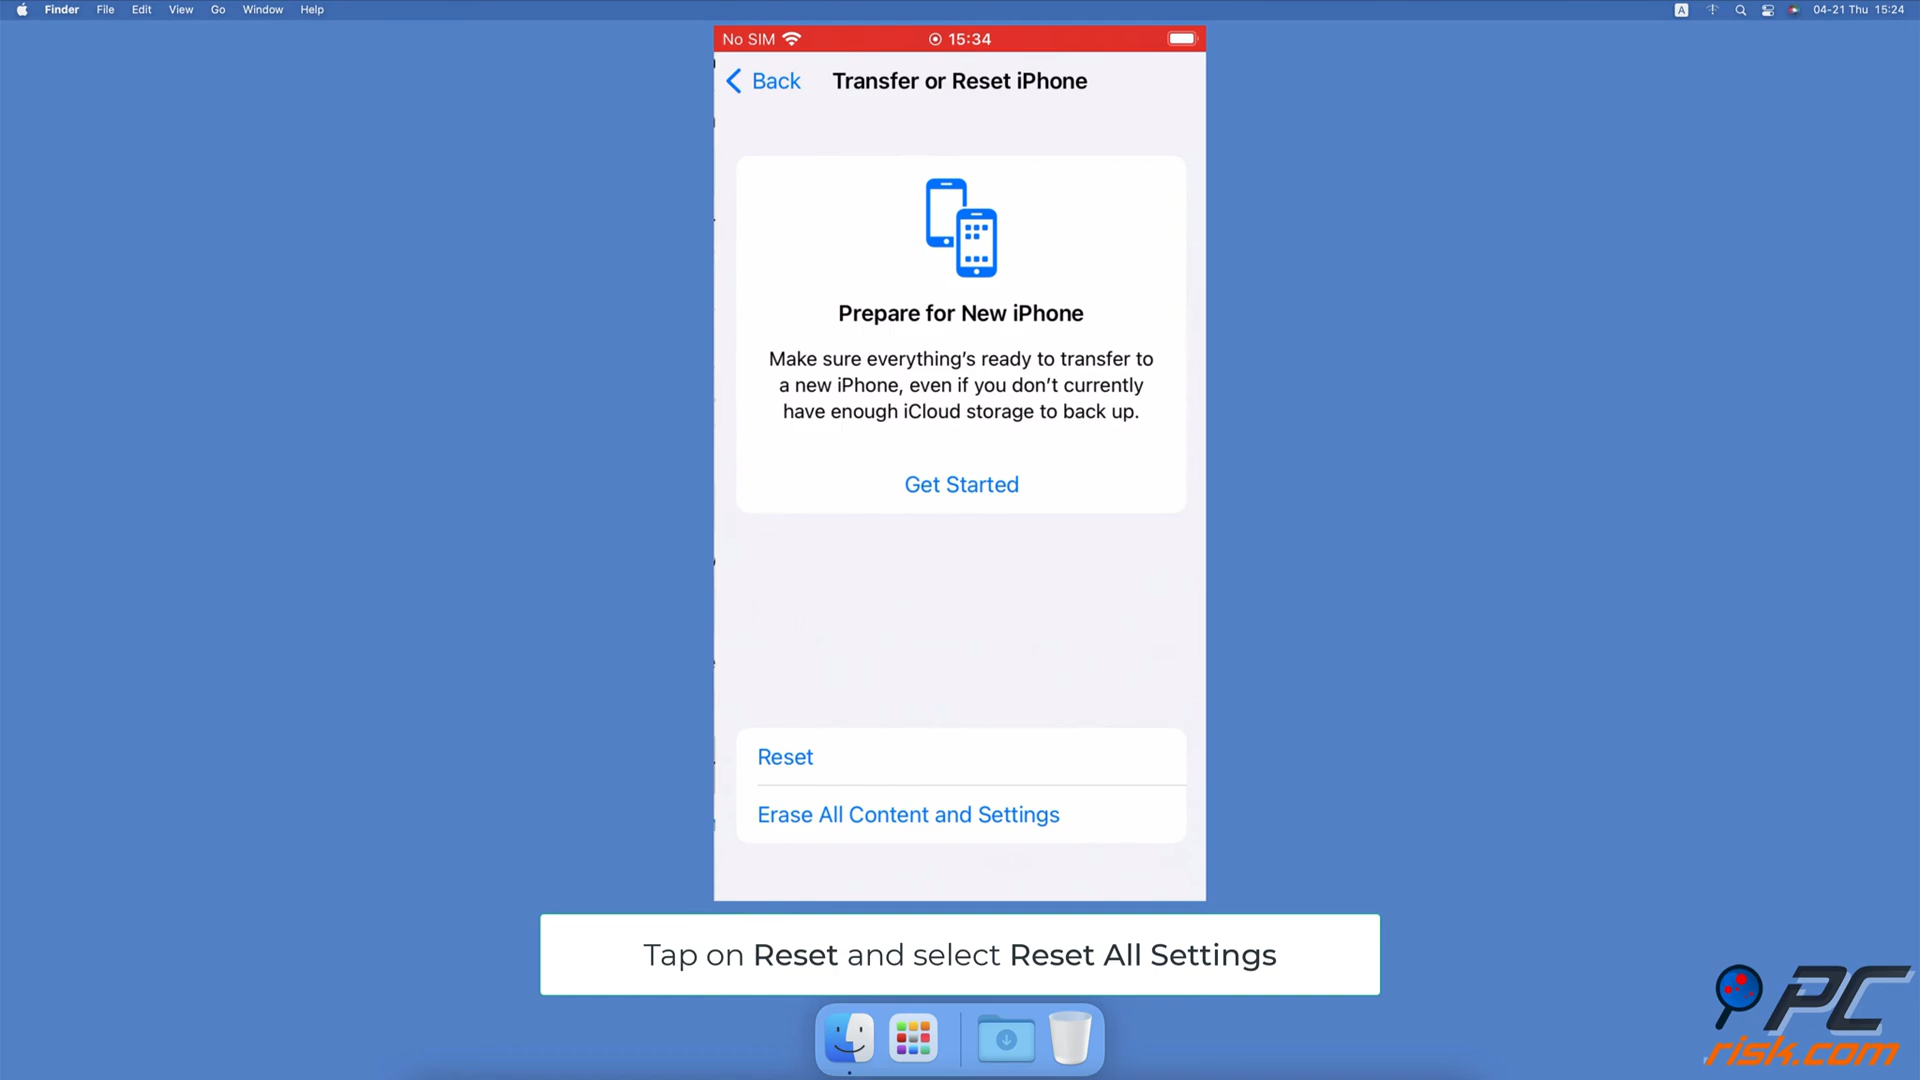 Finder File Edit View Go Window Help
A 04-21 Thu 15:24
No SIM 15:34
Back Transfer or Reset iPhone
Prepare for New iPhone
Make sure everything's ready to transfer to
a new iPhone, even if you don't currently
have enough iCloud storage to back up.
Get Started
Reset
Erase All Content and Settings
Tap on Reset and select Reset All Settings
PC
risk.com